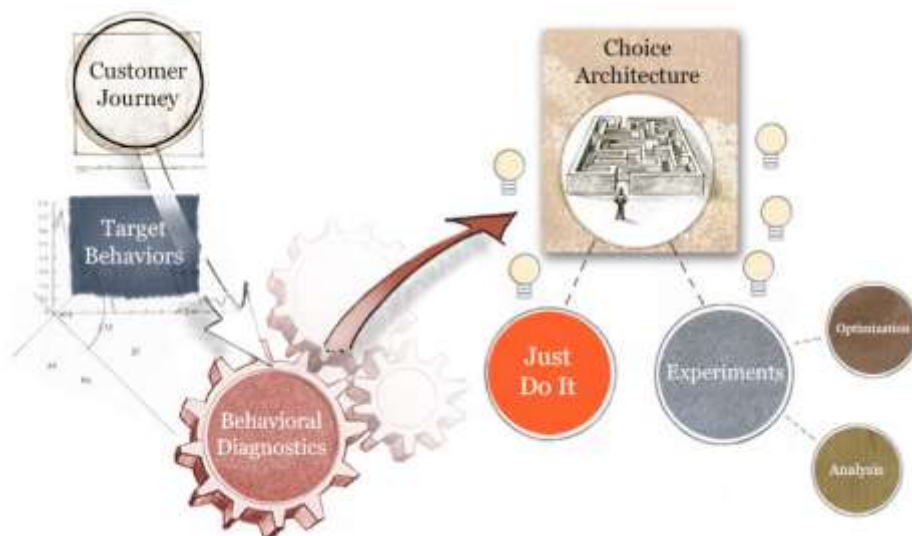 Customer
Journey
Target
Behaviors
Behavioral
Diagnostics
Choice
Architecture
Just
Do It
Experiments
Optimization
Analysis